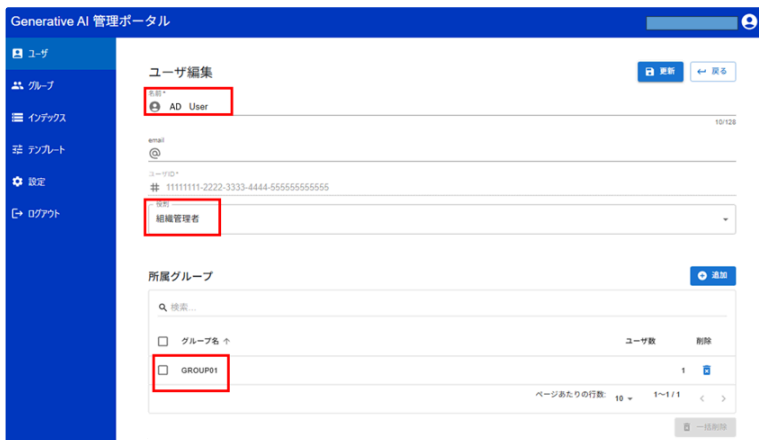 Generative AI 管理ポータル
ユーザ
グループ
インデックス
テンプレート
設定
ログアウト
ユーザ編集
更新
戻る
名前*
AD User
10/128
email
@
ユーザID*
# 11111111-2222-3333-4444-555555555555
役割
組織管理者
所属グループ
追加
検索...
グループ名 ↑
ユーザ数
削除
GROUP01
1
ページあたりの行数: 10
1~1 / 1
一括削除